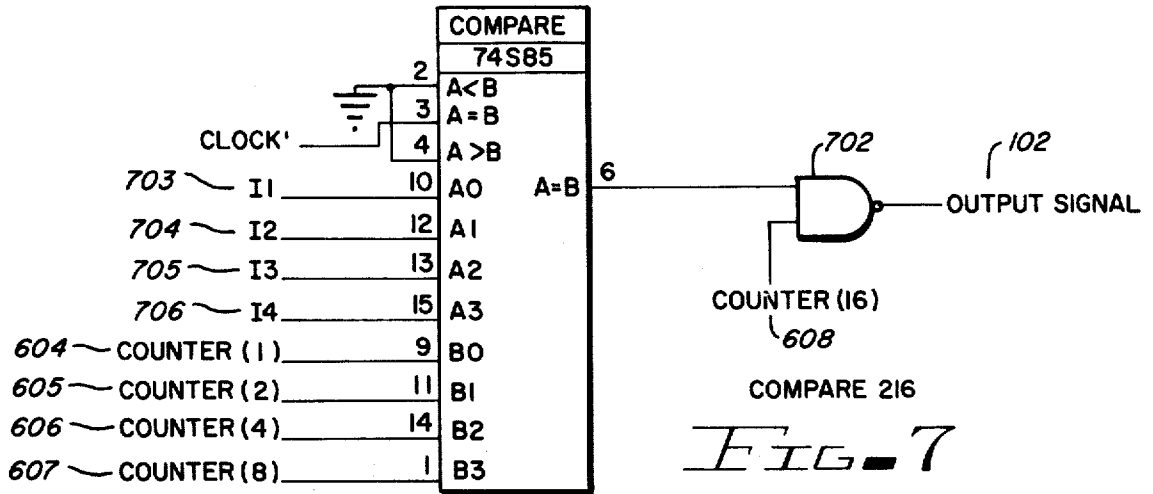 COMPARE
74S85
2 A<B
3 A=B
CLOCK'
4 A>B
703 I1 10 A0
A=B 6
702
102
OUTPUT SIGNAL
704 I2 12 A1
705 I3 13 A2
706 I4 15 A3
COUNTER (16)
608
604 COUNTER (1) 9 B0
605 COUNTER (2) 11 B1
606 COUNTER (4) 14 B2
607 COUNTER (8) 1 B3
COMPARE 216
FIG-7